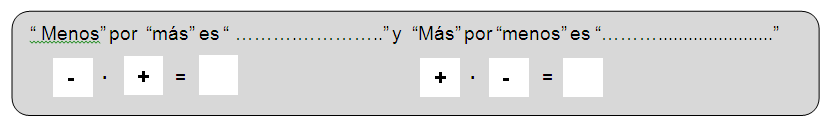 “ Menos” por “más” es “ ……….…………..” y “Más” por “menos” es “………......................”
- · + = + · - =